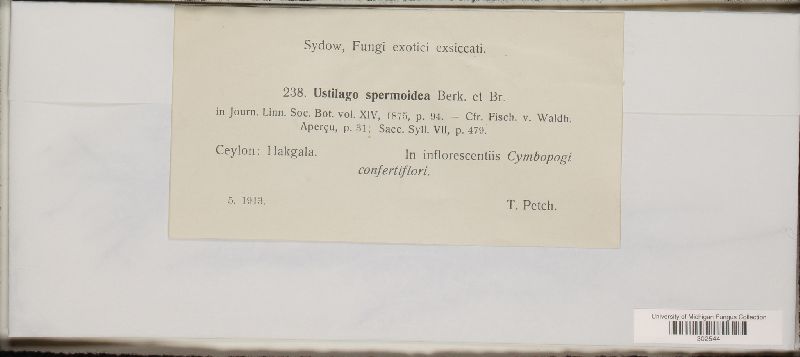 Sydow, Fungi exotici exsiccati.
238. Ustilago spermoidea Berk. et Br.
in Journ. Linn. Soc. Bot. vol. XIV, 1875, p. 94. — Cfr. Fisch. v. Waldh.
Aperçu, p. 31; Sacc. Syll. VII, p. 479.
Ceylon: Hakgala. In inflorescentiis Cymbopogi
confertiflori.
5. 1913. T. Petch.
University of Michigan Fungus Collection
302544